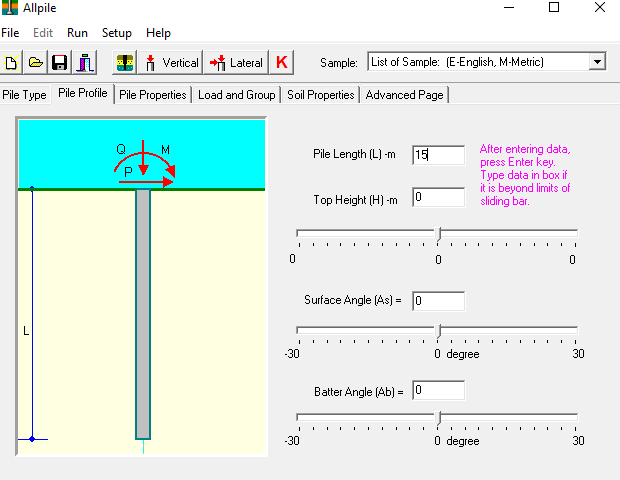 Allpile
File Edit Run Setup Help
Vertical Lateral K Sample: List of Sample: (E-English, M-Metric)
Pile Type Pile Profile Pile Properties Load and Group Soil Properties Advanced Page
Q M
P
L
Pile Length (L) -m 15
After entering data,
press Enter key.
Type data in box if
it is beyond limits of
sliding bar.
Top Height (H) -m 0
0 0 0
Surface Angle (As) = 0
-30 0 degree 30
Batter Angle (Ab) = 0
-30 0 degree 30